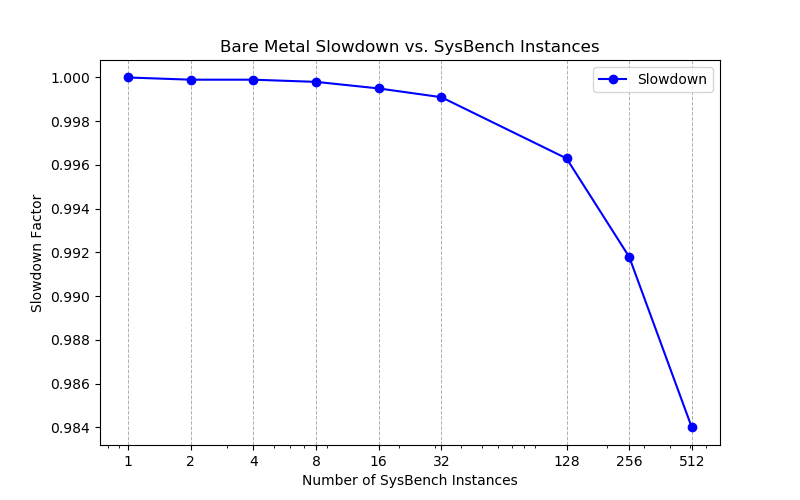 Bare Metal Slowdown vs. SysBench Instances
Slowdown
1.000
0.998
0.996
0.994
0.992
0.990
0.988
0.986
0.984
Slowdown Factor
1 2 4 8 16 32 128 256 512
Number of SysBench Instances